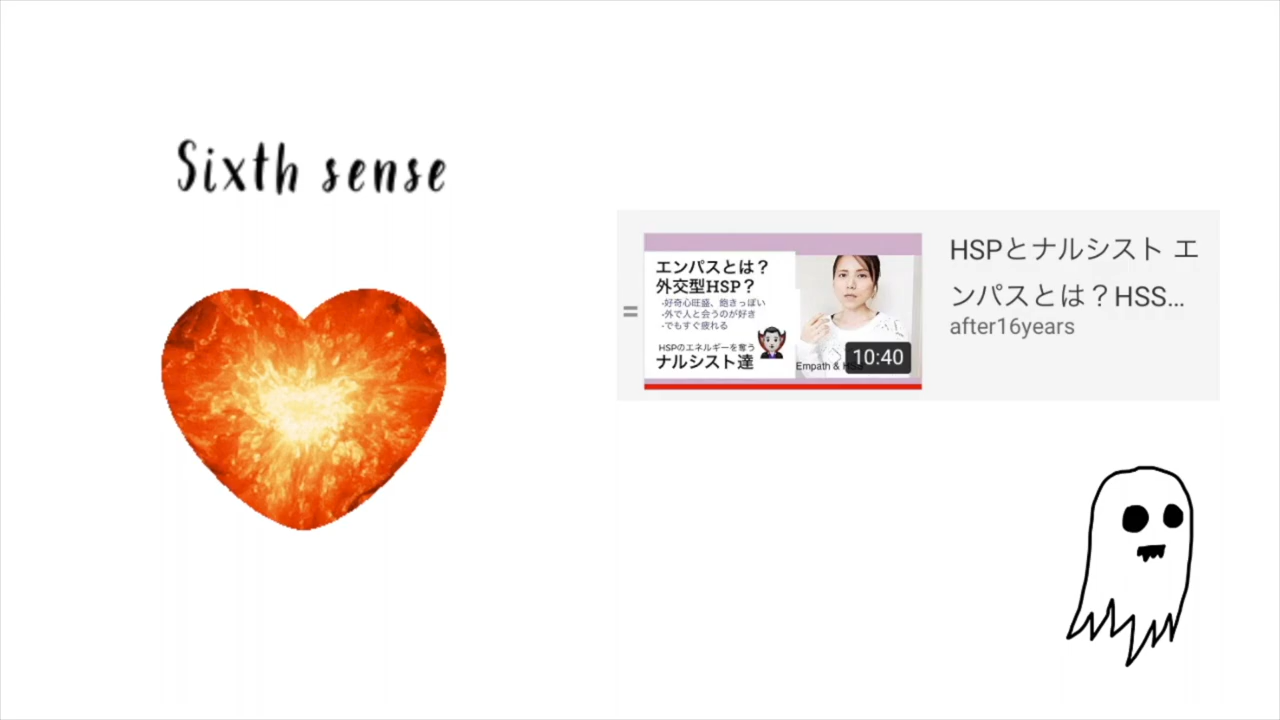 Sixth sense
エンパスとは？
外交型HSP？
-好奇心旺盛、飽きっぽい
-外で人と会うのが好き
-でもすぐ疲れる
HSPのエネルギーを奪う
ナルシスト達
Empath &
10:40
HSPとナルシスト エ
ンパスとは？HSS...
after16years